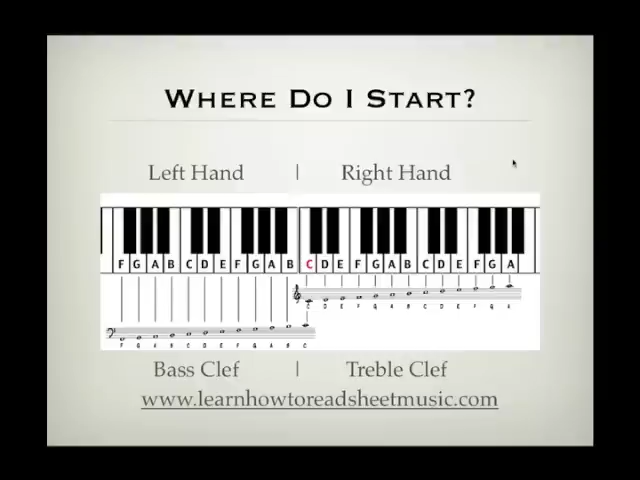 Where Do I Start?
Left Hand | Right Hand
F G A B C D E F G A B C D E F G A B C D E F G A
C D E F G A B C D E F G A
F G A B C D E F G A B C
Bass Clef | Treble Clef
www.learnhowtoreadsheetmusic.com